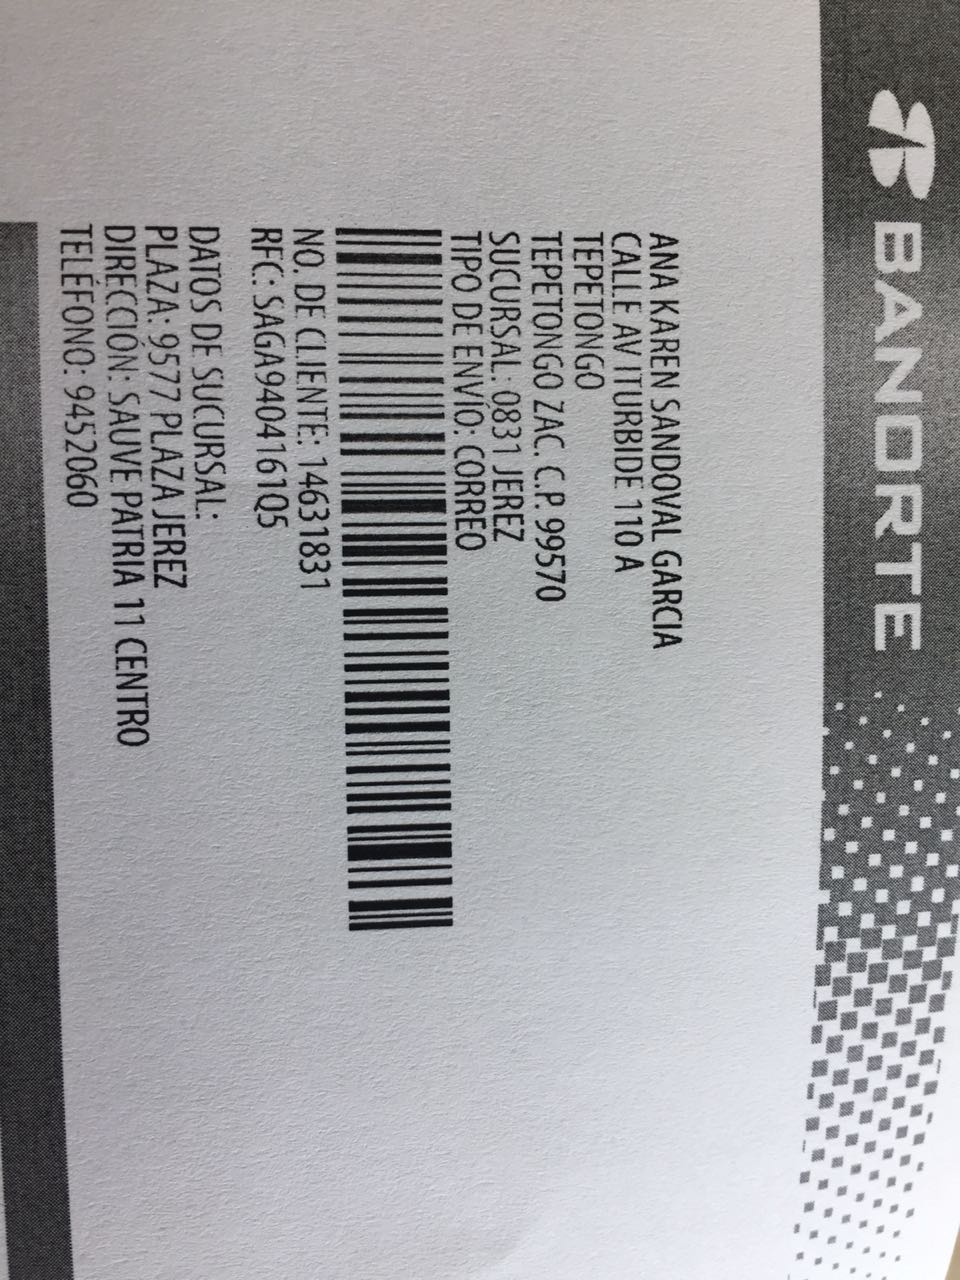 BANORTE
ANA KAREN SANDOVAL GARCIA
CALLE AV ITURBIDE 110 A
TEPETONGO
TEPETONGO ZAC. C.P. 99570
SUCURSAL: 0831 JEREZ
TIPO DE ENVÍO: CORREO
NO. DE CLIENTE: 14631831
RFC: SAGA9404161Q5
DATOS DE SUCURSAL:
PLAZA: 9577 PLAZA JEREZ
DIRECCIÓN: SAUVE PATRIA 11 CENTRO
TELÉFONO: 9452060